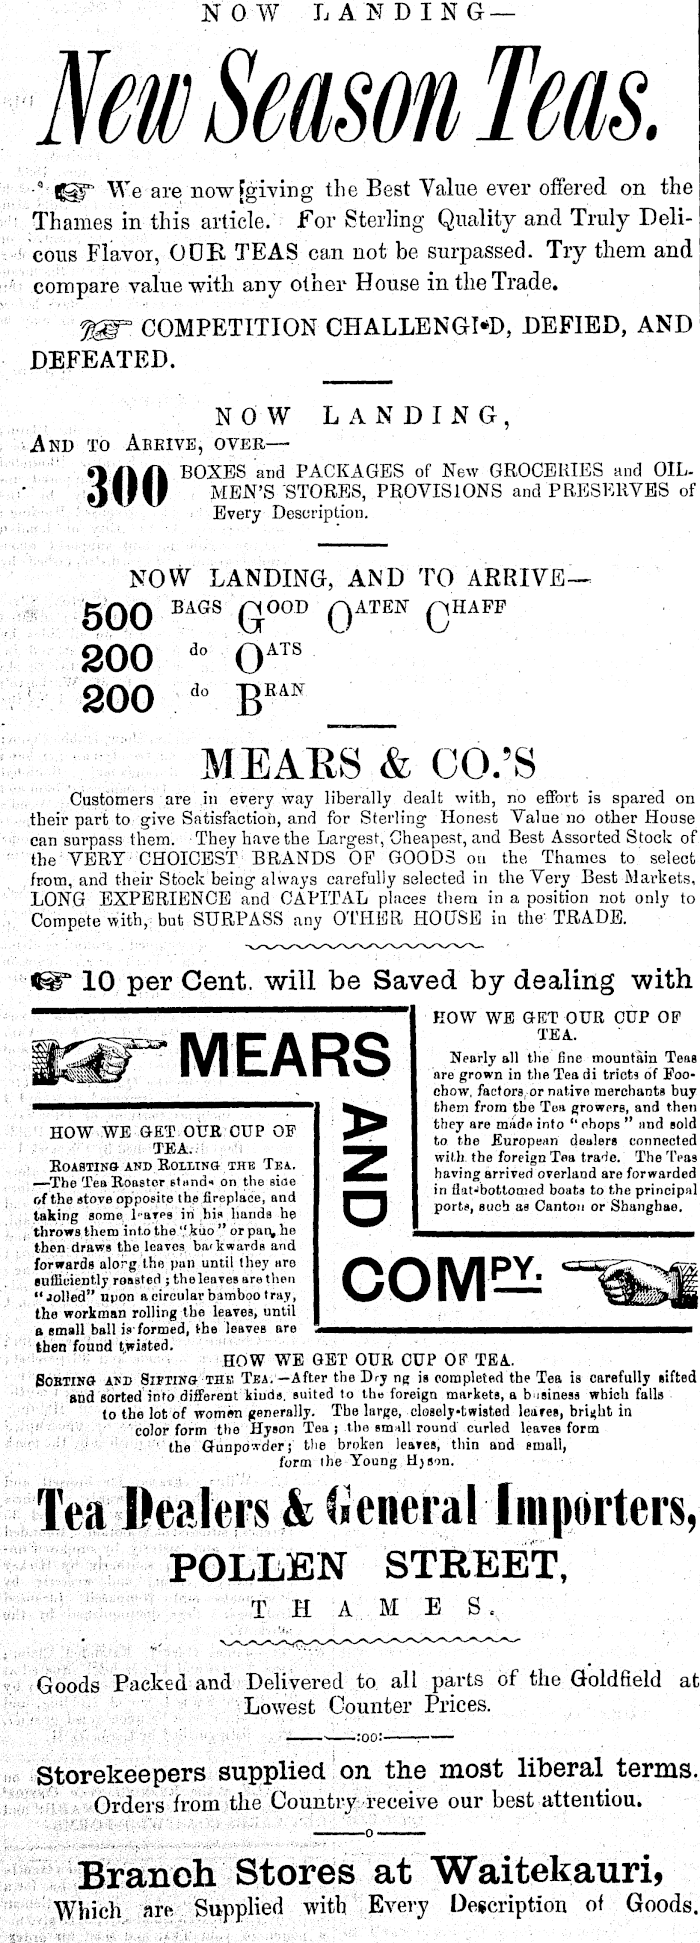 NOW LANDING—
New Season Teas.
We are now giving the Best Value ever offered on the
Thames in this article. For Sterling Quality and Truly Deli-
cous Flavor, OUR TEAS can not be surpassed. Try them and
compare value with any other House in the Trade.
COMPETITION CHALLENGED, DEFIED, AND
DEFEATED.
NOW LANDING,
AND TO ARRIVE, OVER—
300 BOXES and PACKAGES of New GROCERIES and OIL-
MEN'S STORES, PROVISIONS and PRESERVES of
Every Description.
NOW LANDING, AND TO ARRIVE—
500 BAGS GOOD OATEN CHAFF
200 do OATS
200 do BRAN
MEARS & CO.'S
Customers are in every way liberally dealt with, no effort is spared on
their part to give Satisfaction, and for Sterling Honest Value no other House
can surpass them. They have the Largest, Cheapest, and Best Assorted Stock of
the VERY CHOICEST BRANDS OF GOODS on the Thames to select
from, and their Stock being always carefully selected in the Very Best Markets,
LONG EXPERIENCE and CAPITAL places them in a position not only to
Compete with, but SURPASS any OTHER HOUSE in the TRADE.
10 per Cent. will be Saved by dealing with
MEARS
AND
COMPY.
HOW WE GET OUR CUP OF
TEA.
Nearly all the fine mountain Teas
are grown in the Tea di tricts of Foo-
chow, factors or native merchants buy
them from the Tea growers, and then
they are made into "chops" and sold
to the European dealers connected
with the foreign Tea trade. The Teas
having arrived overland are forwarded
in flat-bottomed boats to the principal
ports, such as Canton or Shanghae.
HOW WE GET OUR CUP OF
TEA.
ROASTING AND ROLLING THE TEA.
—The Tea Roaster stands on the side
of the stove opposite the fireplace, and
taking some leaves in his hands he
throws them into the "kuo" or pan, he
then draws the leaves backwards and
forwards along the pan until they are
sufficiently roasted; the leaves are then
"rolled" upon a circular bamboo tray,
the workman rolling the leaves, until
a small ball is formed, the leaves are
then found twisted.
HOW WE GET OUR CUP OF TEA.
SORTING AND SIFTING THE TEA.—After the Dry ng is completed the Tea is carefully sifted
and sorted into different kinds, suited to the foreign markets, a business which falls
to the lot of women generally. The large, closely-twisted leaves, bright in
color form the Hyson Tea; the small round curled leaves form
the Gunpowder; the broken leaves, thin and small,
form the Young Hyson.
Tea Dealers & General Importers,
POLLEN STREET,
THAMES.
Goods Packed and Delivered to all parts of the Goldfield at
Lowest Counter Prices.
——:oo:——
Storekeepers supplied on the most liberal terms.
Orders from the Country receive our best attention.
——o——
Branch Stores at Waitekauri,
Which are Supplied with Every Description of Goods.